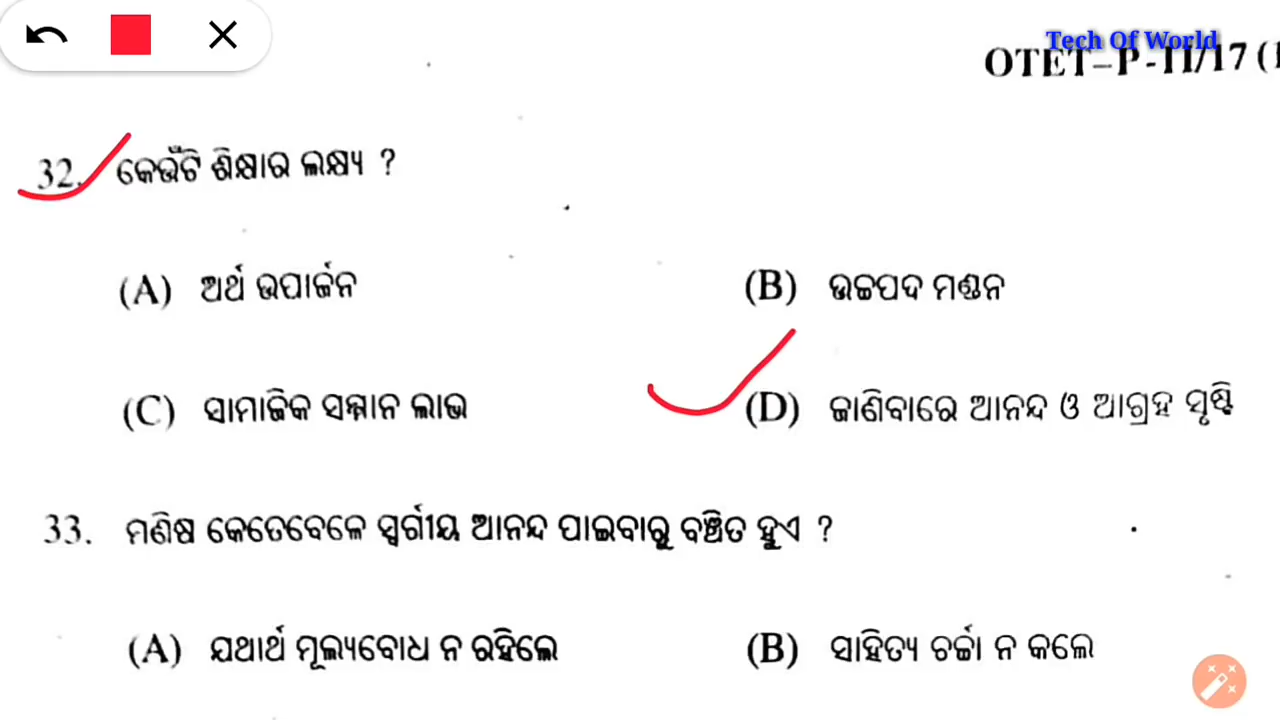 Tech Of World
OTET–P-II/17 (1
32. କେଉଁଟି ଶିକ୍ଷାର ଲକ୍ଷ୍ୟ ?
(A) ଅର୍ଥ ଉପାର୍ଜନ
(B) ଉଚ୍ଚପଦ ମଣ୍ଡନ
(C) ସାମାଜିକ ସମ୍ମାନ ଲାଭ
(D) ଜାଣିବାରେ ଆନନ୍ଦ ଓ ଆଗ୍ରହ ସୃଷ୍ଟି
33. ମଣିଷ କେତେବେଳେ ସ୍ୱର୍ଗୀୟ ଆନନ୍ଦ ପାଇବାରୁ ବଞ୍ଚିତ ହୁଏ ?
(A) ଯଥାର୍ଥ ମୂଲ୍ୟବୋଧ ନ ରହିଲେ
(B) ସାହିତ୍ୟ ଚର୍ଚ୍ଚା ନ କଲେ